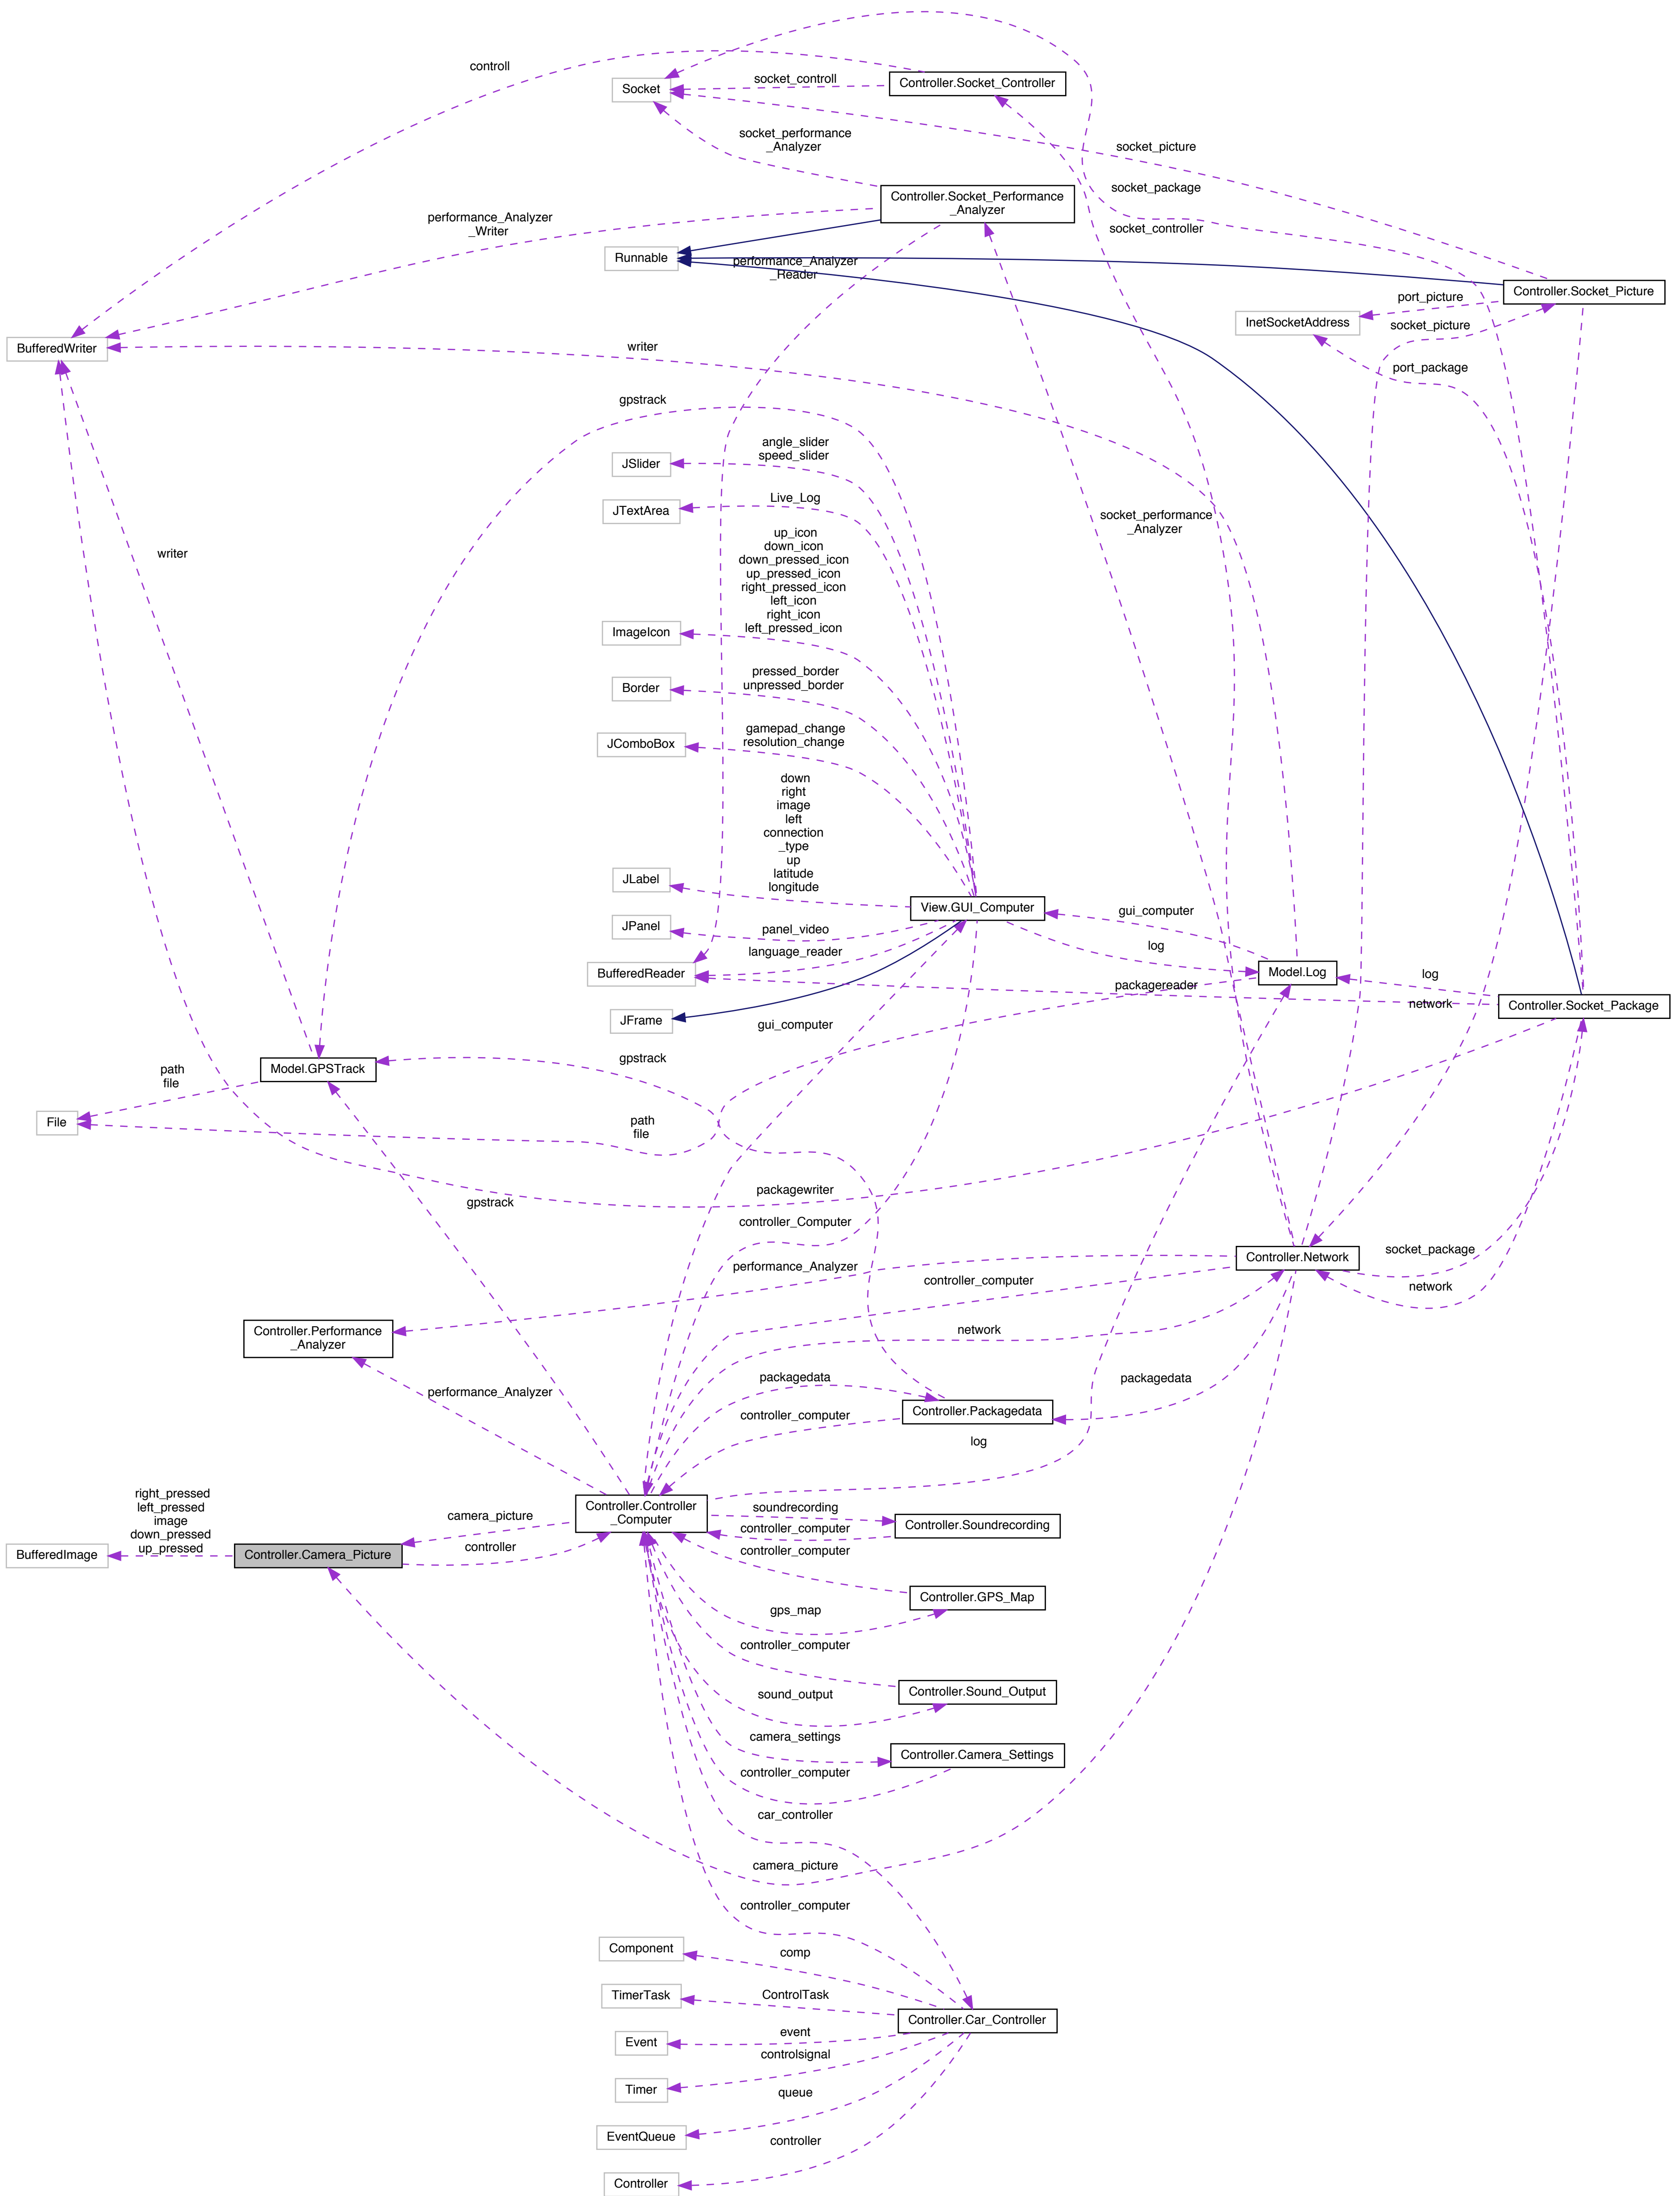 controll
Socket
socket_controll
Controller.Socket_Controller
socket_performance
_Analyzer
socket_picture
socket_package
Controller.Socket_Performance
_Analyzer
performance_Analyzer
_Writer
socket_controller
Runnable
performance_Analyzer
_Reader
Controller.Socket_Picture
port_picture
InetSocketAddress
socket_picture
BufferedWriter
writer
port_package
gpstrack
angle_slider
speed_slider
JSlider
Live_Log
JTextArea
socket_performance
_Analyzer
writer
up_icon
down_icon
down_pressed_icon
up_pressed_icon
right_pressed_icon
left_icon
right_icon
left_pressed_icon
ImageIcon
pressed_border
unpressed_border
Border
gamepad_change
resolution_change
JComboBox
down
right
image
left
connection
_type
up
latitude
longitude
JLabel
View.GUI_Computer
gui_computer
JPanel
panel_video
language_reader
log
BufferedReader
Model.Log
log
packagereader
network
Controller.Socket_Package
JFrame
gui_computer
gpstrack
Model.GPSTrack
path
file
File
path
file
packagewriter
gpstrack
controller_Computer
Controller.Network
socket_package
performance_Analyzer
controller_computer
network
Controller.Performance
_Analyzer
network
packagedata
packagedata
performance_Analyzer
controller_computer
Controller.Packagedata
log
right_pressed
left_pressed
image
down_pressed
up_pressed
camera_picture
Controller.Controller
_Computer
soundrecording
Controller.Soundrecording
controller_computer
BufferedImage
Controller.Camera_Picture
controller
controller_computer
Controller.GPS_Map
gps_map
controller_computer
Controller.Sound_Output
sound_output
camera_settings
Controller.Camera_Settings
controller_computer
car_controller
camera_picture
controller_computer
Component
comp
TimerTask
ControlTask
Controller.Car_Controller
event
Event
controlsignal
Timer
queue
EventQueue
controller
Controller